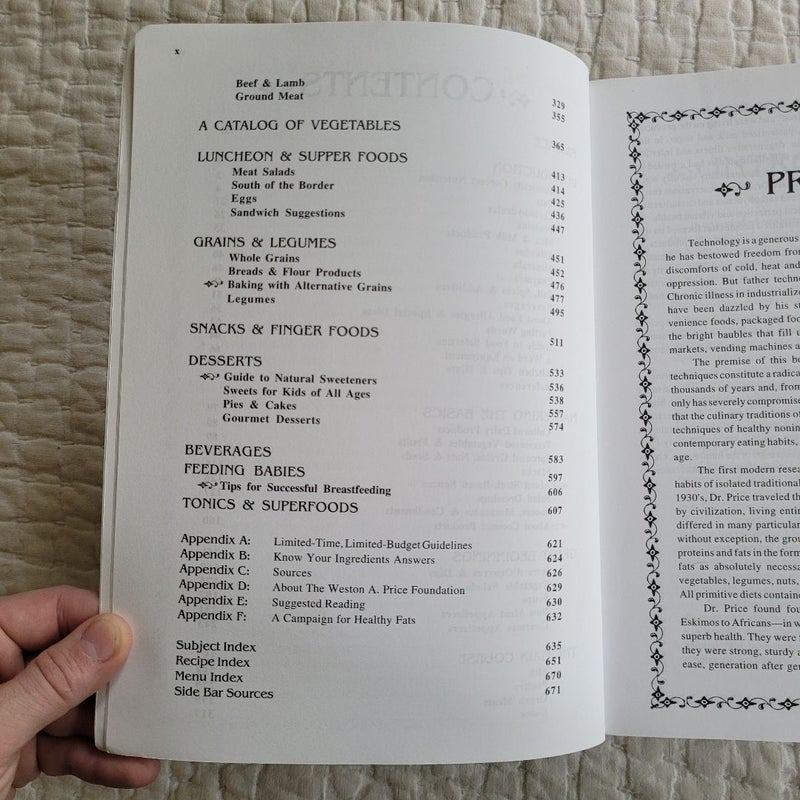 x
Beef & Lamb 329
Ground Meat 355
A CATALOG OF VEGETABLES 365
LUNCHEON & SUPPER FOODS 413
Meat Salads 414
South of the Border 425
Eggs 436
Sandwich Suggestions 447
GRAINS & LEGUMES 451
Whole Grains 452
Breads & Flour Products 476
Baking with Alternative Grains 477
Legumes 495
SNACKS & FINGER FOODS 511
DESSERTS 533
Guide to Natural Sweeteners 536
Sweets for Kids of All Ages 538
Pies & Cakes 557
Gourmet Desserts 574
BEVERAGES 583
FEEDING BABIES 597
Tips for Successful Breastfeeding 606
TONICS & SUPERFOODS 607
Appendix A: Limited-Time, Limited-Budget Guidelines 621
Appendix B: Know Your Ingredients Answers 624
Appendix C: Sources 626
Appendix D: About The Weston A. Price Foundation 629
Appendix E: Suggested Reading 630
Appendix F: A Campaign for Healthy Fats 632
Subject Index 635
Recipe Index 651
Menu Index 670
Side Bar Sources 671
PR
Technology is a generous
he has bestowed freedom from
discomforts of cold, heat and
oppression. But father techn
Chronic illness in industrialize
have been dazzled by his st
venience foods, packaged foo
the bright baubles that fill u
markets, vending machines a
The premise of this bo
techniques constitute a radica
thousands of years and, from
only has severely compromise
that the culinary traditions of
techniques of healthy nonin
contemporary eating habits,
age.
The first modern resea
habits of isolated traditional
1930's, Dr. Price traveled th
by civilization, living entire
differed in many particular
without exception, the grou
proteins and fats in the form
fats as absolutely necessa
vegetables, legumes, nuts,
All primitive diets containe
Dr. Price found fou
Eskimos to Africans—in w
superb health. They were f
they were strong, sturdy a
ease, generation after gen